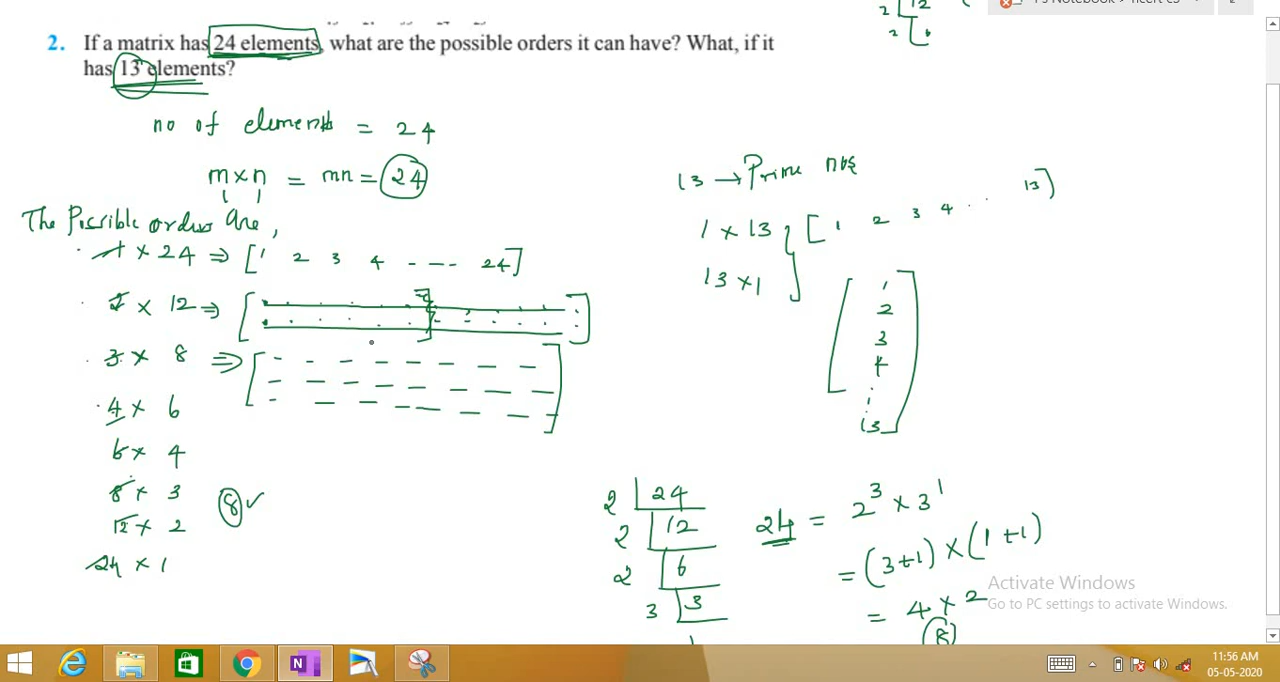 2. If a matrix has 24 elements, what are the possible orders it can have? What, if it
has 13 elements?
no of elements = 24
m x n = mn = 24
The Possible orders are,
1 x 24 ⇒ [1 2 3 4 - --- 24]
2 x 12 ⇒
3 x 8 ⇒
4 x 6
6 x 4
8 x 3
12 x 2
24 x 1
8 ✓
13 → Prime
1 x 13 } [1 2 3 4 . . . 13]
13 x 1
1
2
3
4
:
13
2 | 24
2 | 12
2 | 6
3 | 3
1
24 = 2³ x 3¹
= (3+1) x (1+1)
= 4 x 2
8
2 12
2 6
Activate Windows
Go to PC settings to activate Windows.
11:56 AM
05-05-2020